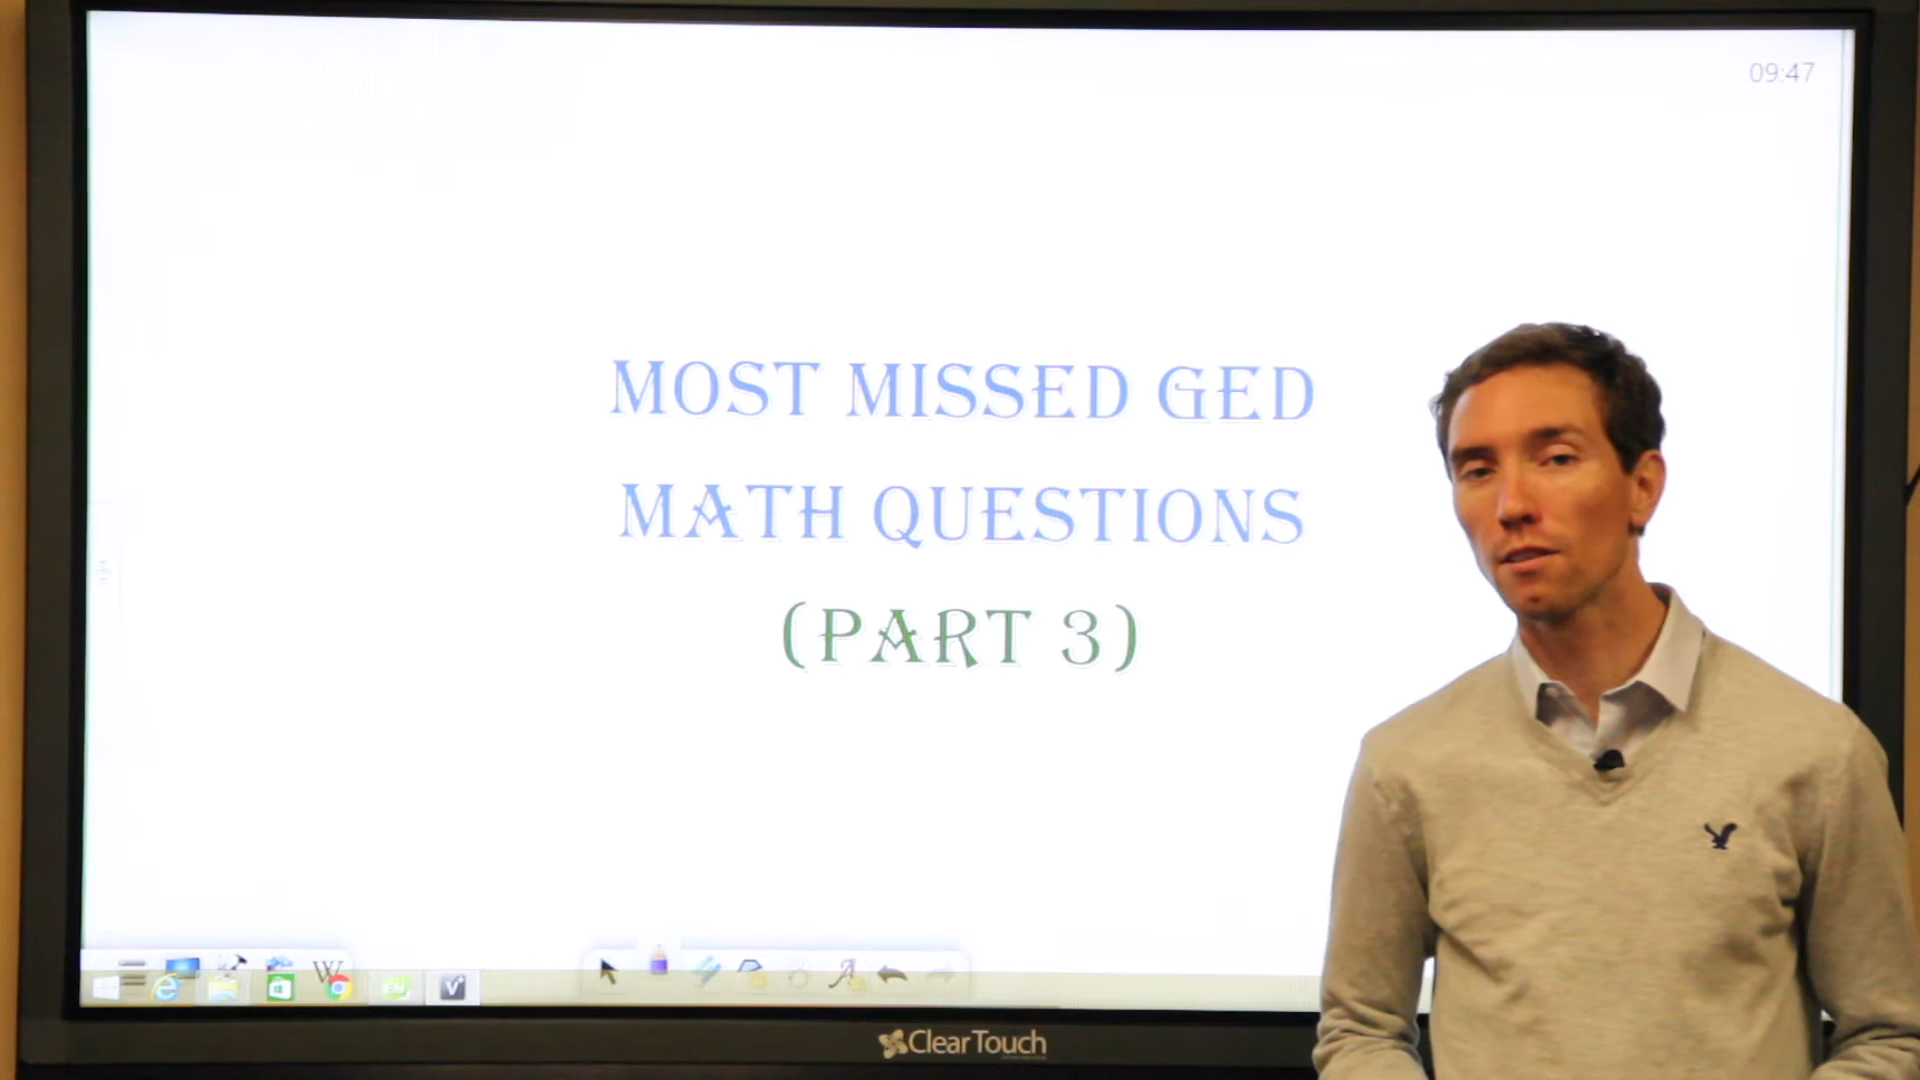 09:47
MOST MISSED GED
MATH QUESTIONS
(PART 3)
W
ClearTouch